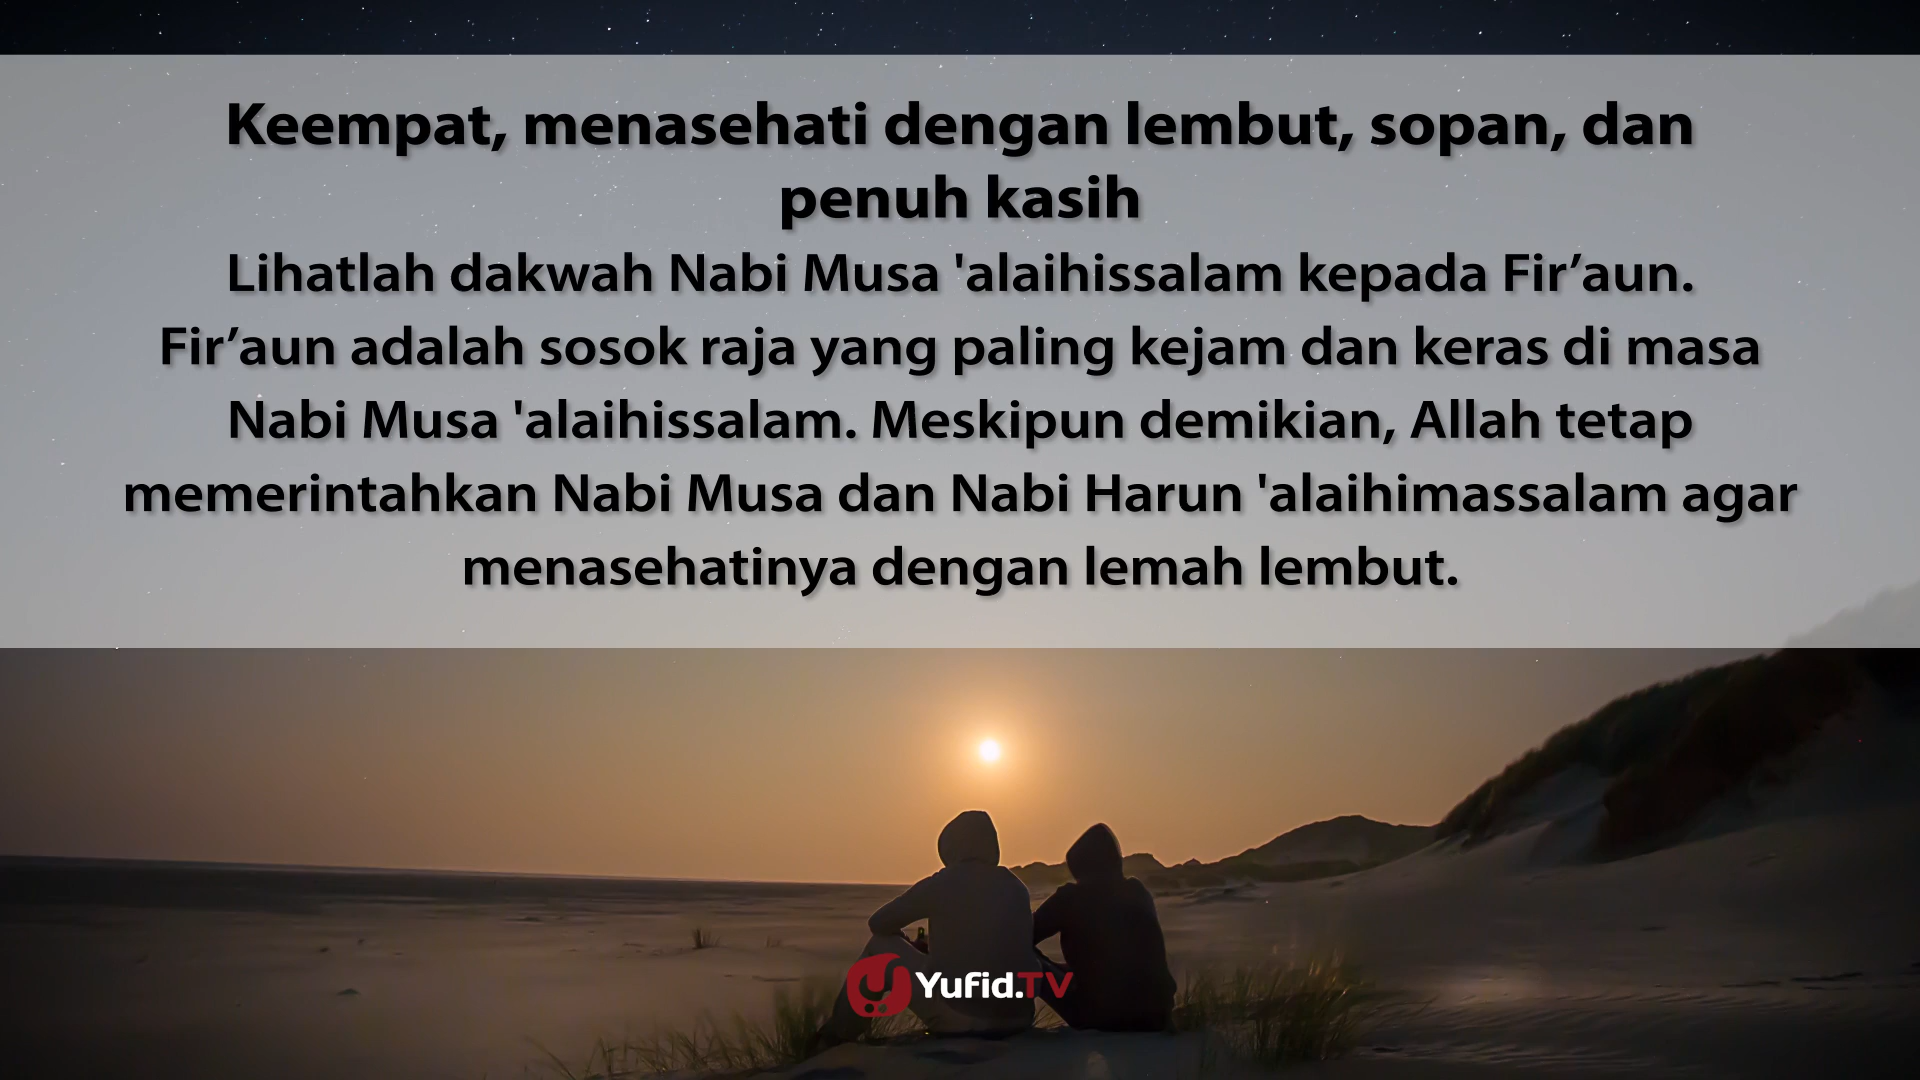 Keempat, menasehati dengan lembut, sopan, dan
penuh kasih
Lihatlah dakwah Nabi Musa 'alaihissalam kepada Fir’aun.
Fir’aun adalah sosok raja yang paling kejam dan keras di masa
Nabi Musa 'alaihissalam. Meskipun demikian, Allah tetap
memerintahkan Nabi Musa dan Nabi Harun 'alaihimassalam agar
menasehatinya dengan lemah lembut.
Yufid.TV